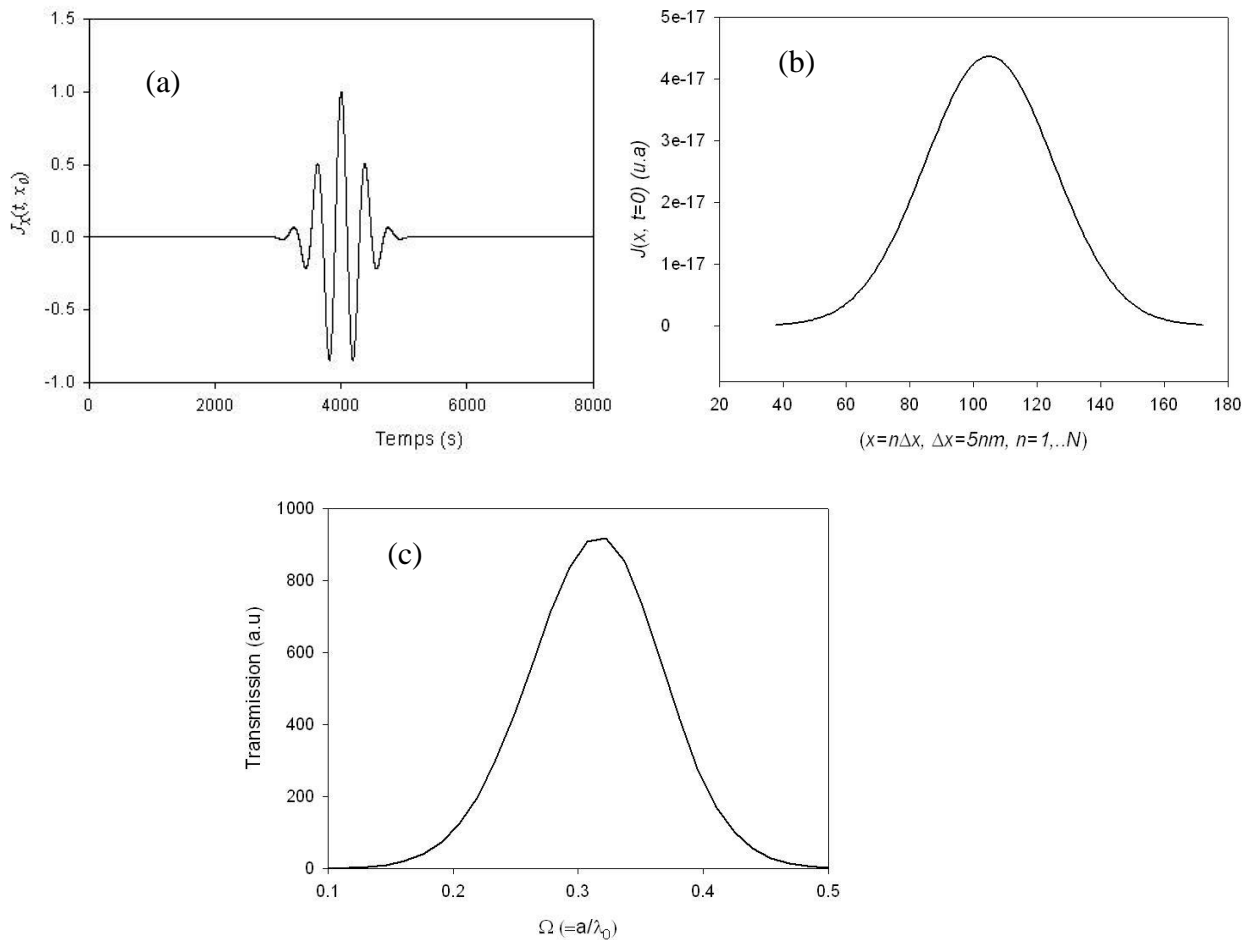 (a)
1.5
1.0
0.5
0.0
-0.5
-1.0
Jχ(t, x0)
0 2000 4000 6000 8000
Temps (s)
(b)
5e-17
4e-17
3e-17
2e-17
1e-17
0
J(x, t=0) (u.a)
20 40 60 80 100 120 140 160 180
(x=nΔx, Δx=5nm, n=1,..N)
(c)
1000
800
600
400
200
0
Transmission (a.u)
0.1 0.2 0.3 0.4 0.5
Ω (=a/λ0)